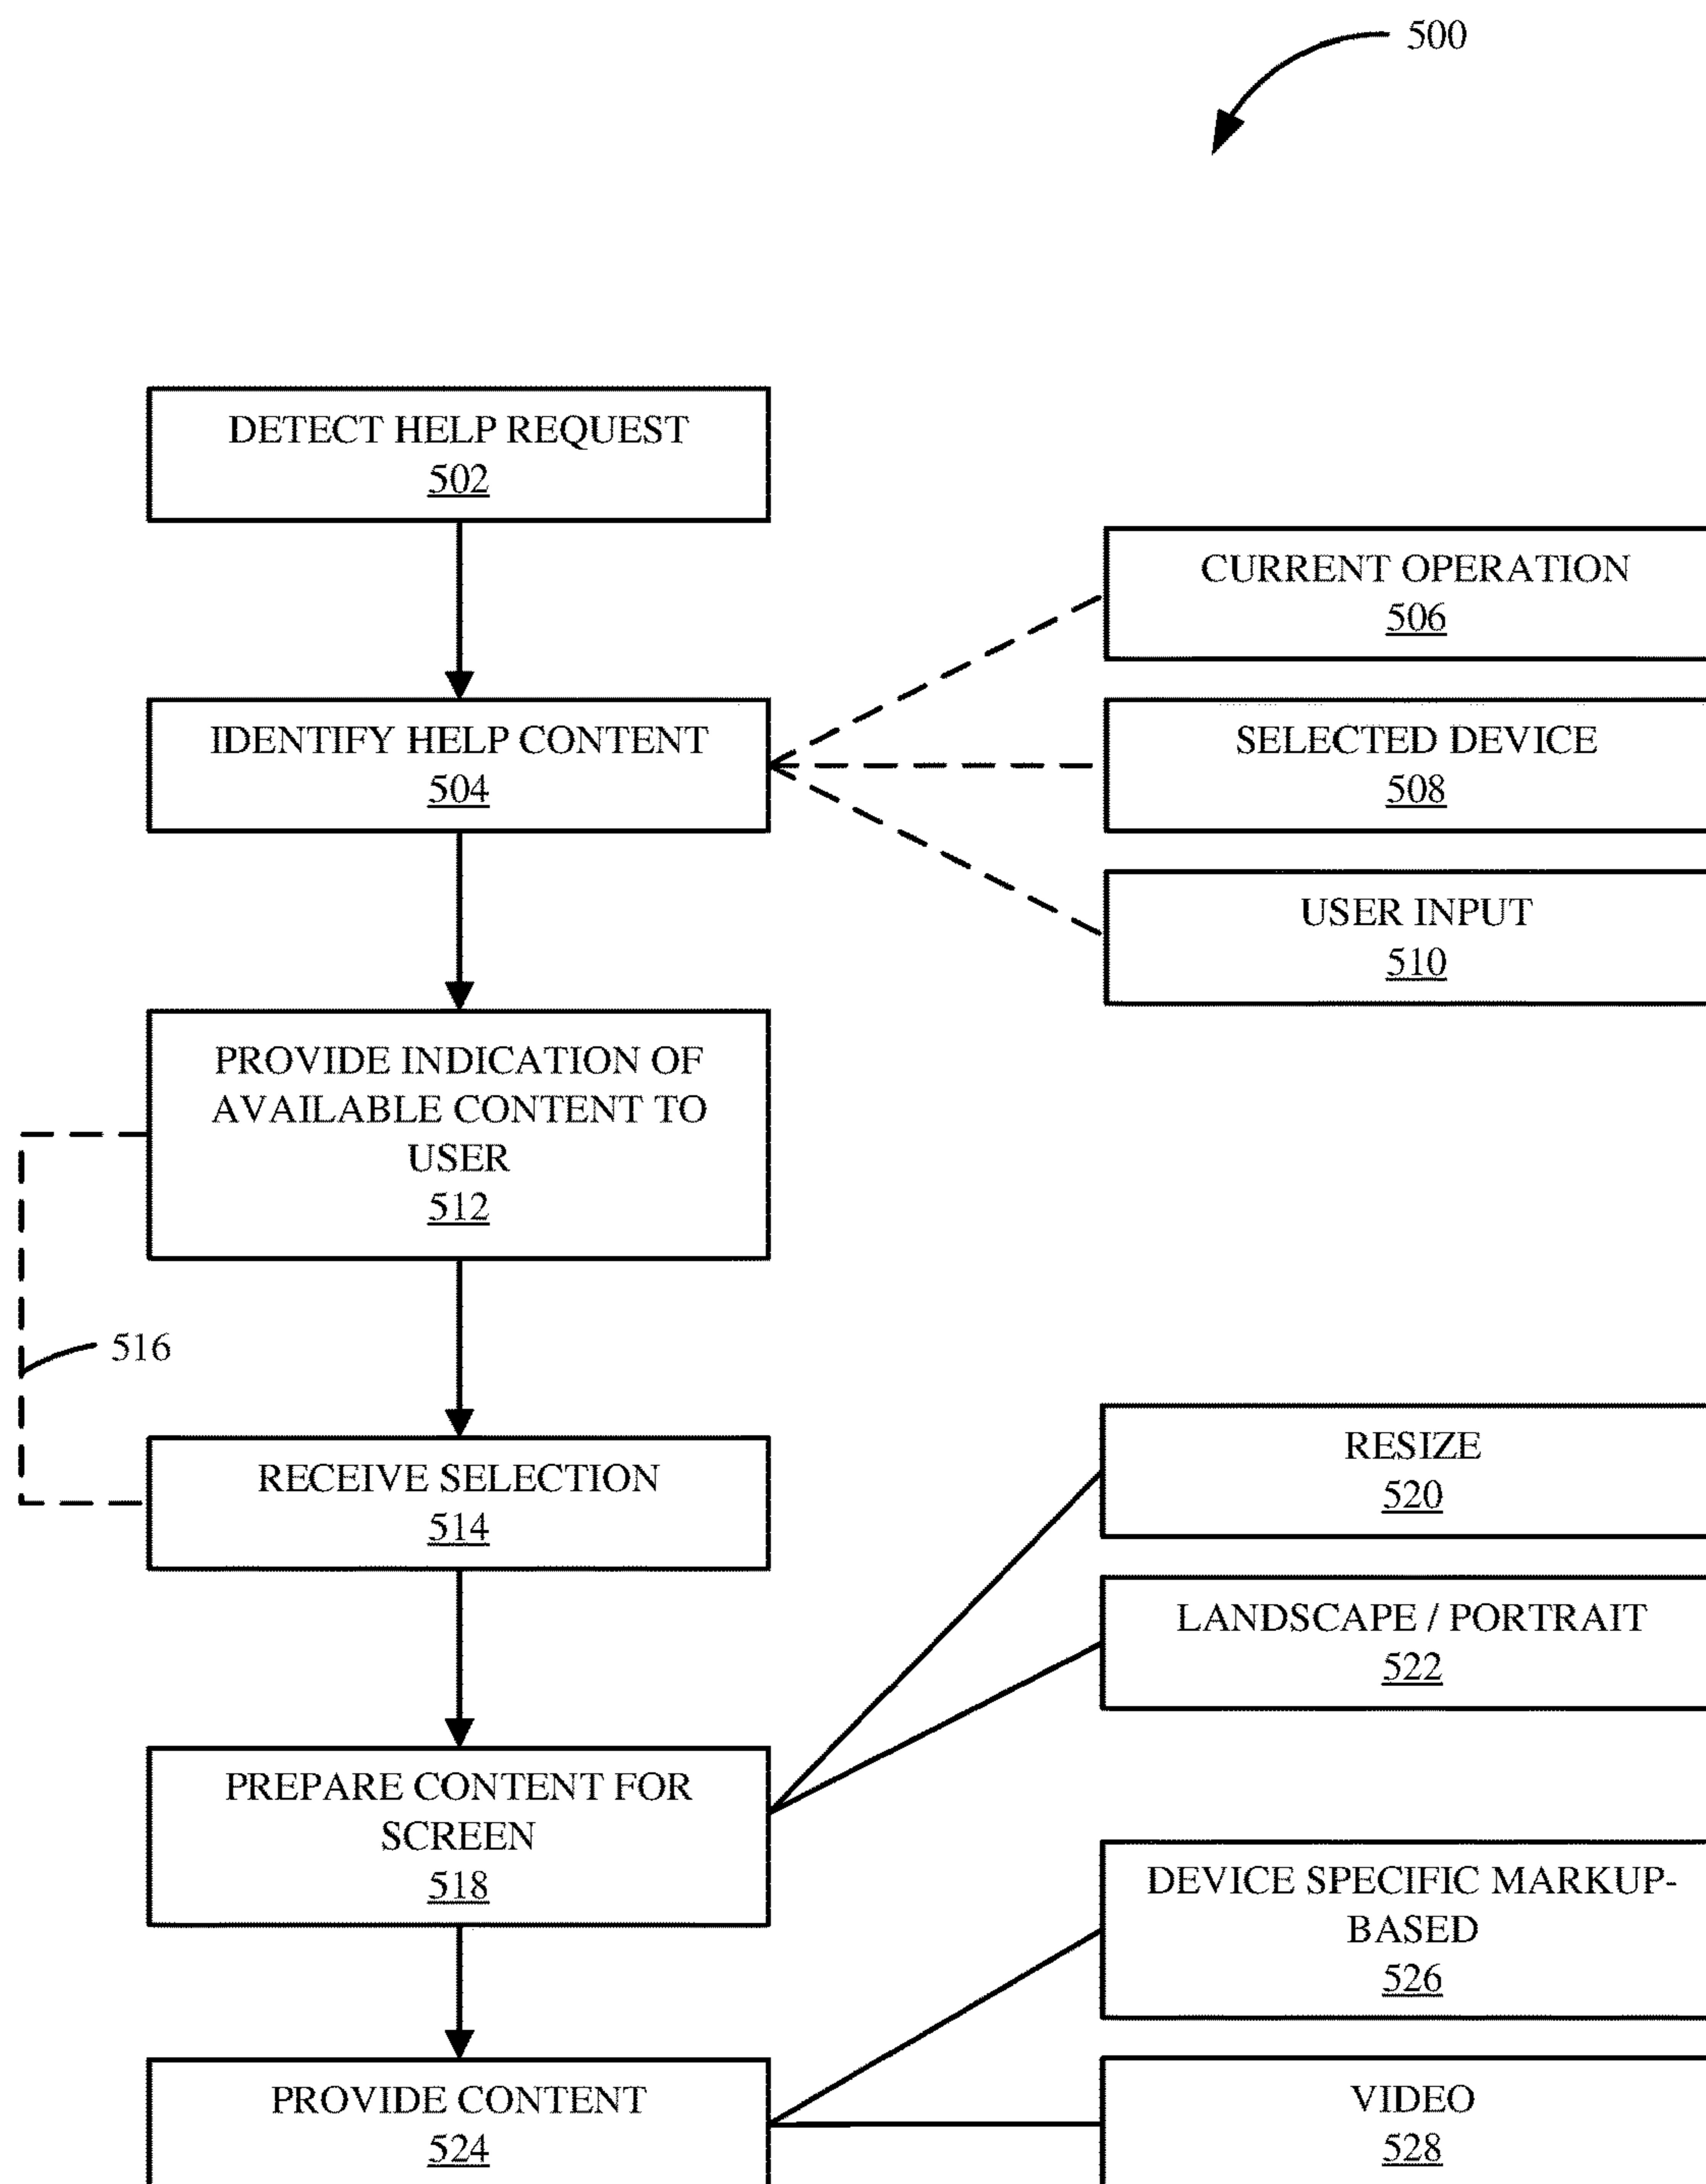 500
DETECT HELP REQUEST
502
CURRENT OPERATION
506
IDENTIFY HELP CONTENT
504
SELECTED DEVICE
508
USER INPUT
510
PROVIDE INDICATION OF
AVAILABLE CONTENT TO
USER
512
516
RECEIVE SELECTION
514
RESIZE
520
LANDSCAPE / PORTRAIT
522
PREPARE CONTENT FOR
SCREEN
518
DEVICE SPECIFIC MARKUP-
BASED
526
PROVIDE CONTENT
524
VIDEO
528